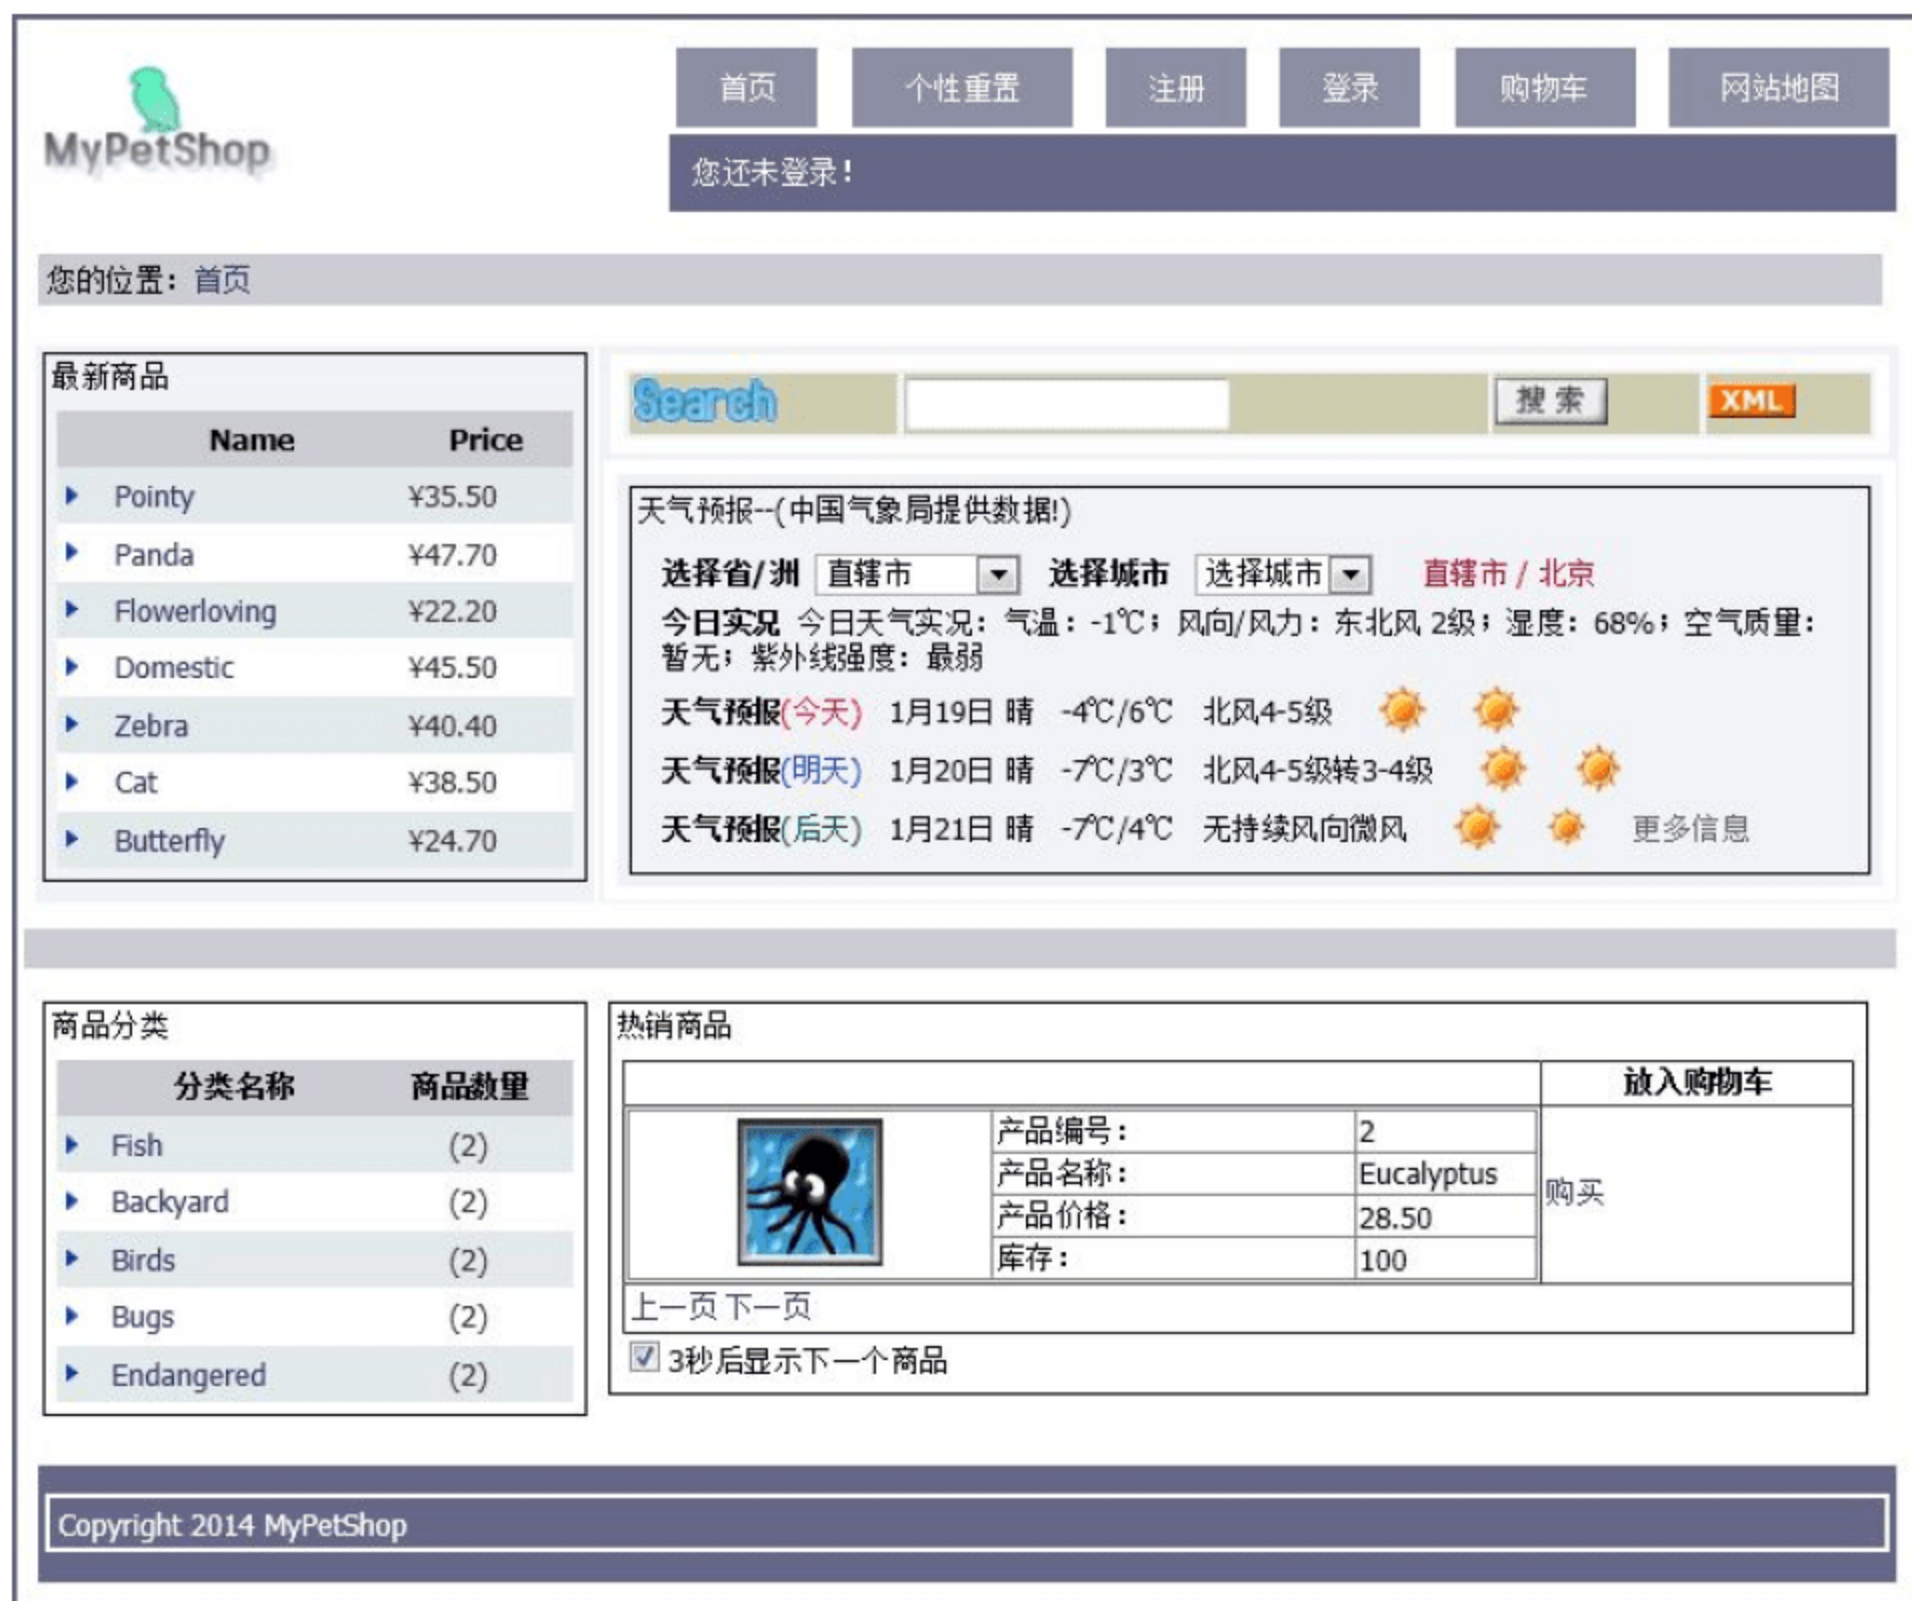 MyPetShop
首页 个性重置 注册 登录 购物车 网站地图
您还未登录！
您的位置：首页
最新商品
Name Price
Pointy ¥35.50
Panda ¥47.70
Flowerloving ¥22.20
Domestic ¥45.50
Zebra ¥40.40
Cat ¥38.50
Butterfly ¥24.70
Search 搜 索 XML
天气预报--(中国气象局提供数据!)
选择省/洲 直辖市 选择城市 选择城市 直辖市 / 北京
今日实况 今日天气实况：气温：-1℃；风向/风力：东北风 2级；湿度：68%；空气质量：
暂无；紫外线强度：最弱
天气预报(今天) 1月19日 晴 -4℃/6℃ 北风4-5级
天气预报(明天) 1月20日 晴 -7℃/3℃ 北风4-5级转3-4级
天气预报(后天) 1月21日 晴 -7℃/4℃ 无持续风向微风 更多信息
商品分类
分类名称 商品数量
Fish (2)
Backyard (2)
Birds (2)
Bugs (2)
Endangered (2)
热销商品
放入购物车
产品编号： 2
产品名称： Eucalyptus
产品价格： 28.50
库存： 100
购买
上一页 下一页
3秒后显示下一个商品
Copyright 2014 MyPetShop